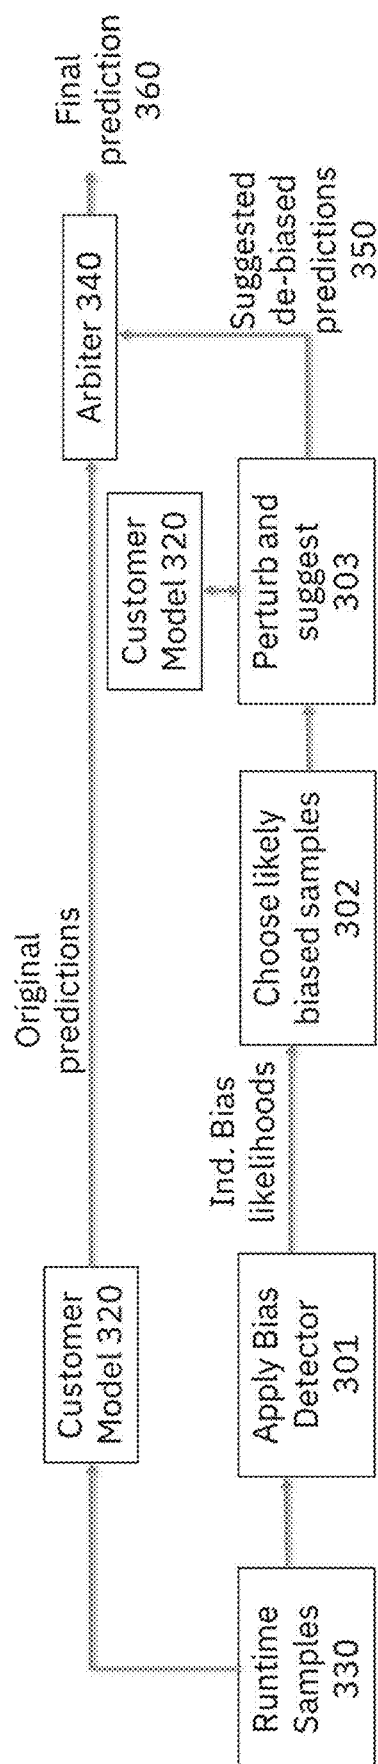 Runtime
Samples
330
Customer
Model 320
Original
predictions
Apply Bias
Detector
301
Ind. Bias
likelihoods
Choose likely
biased samples
302
Perturb and
suggest
303
Customer
Model 320
Suggested
de-biased
predictions
350
Arbiter 340
Final
prediction
360